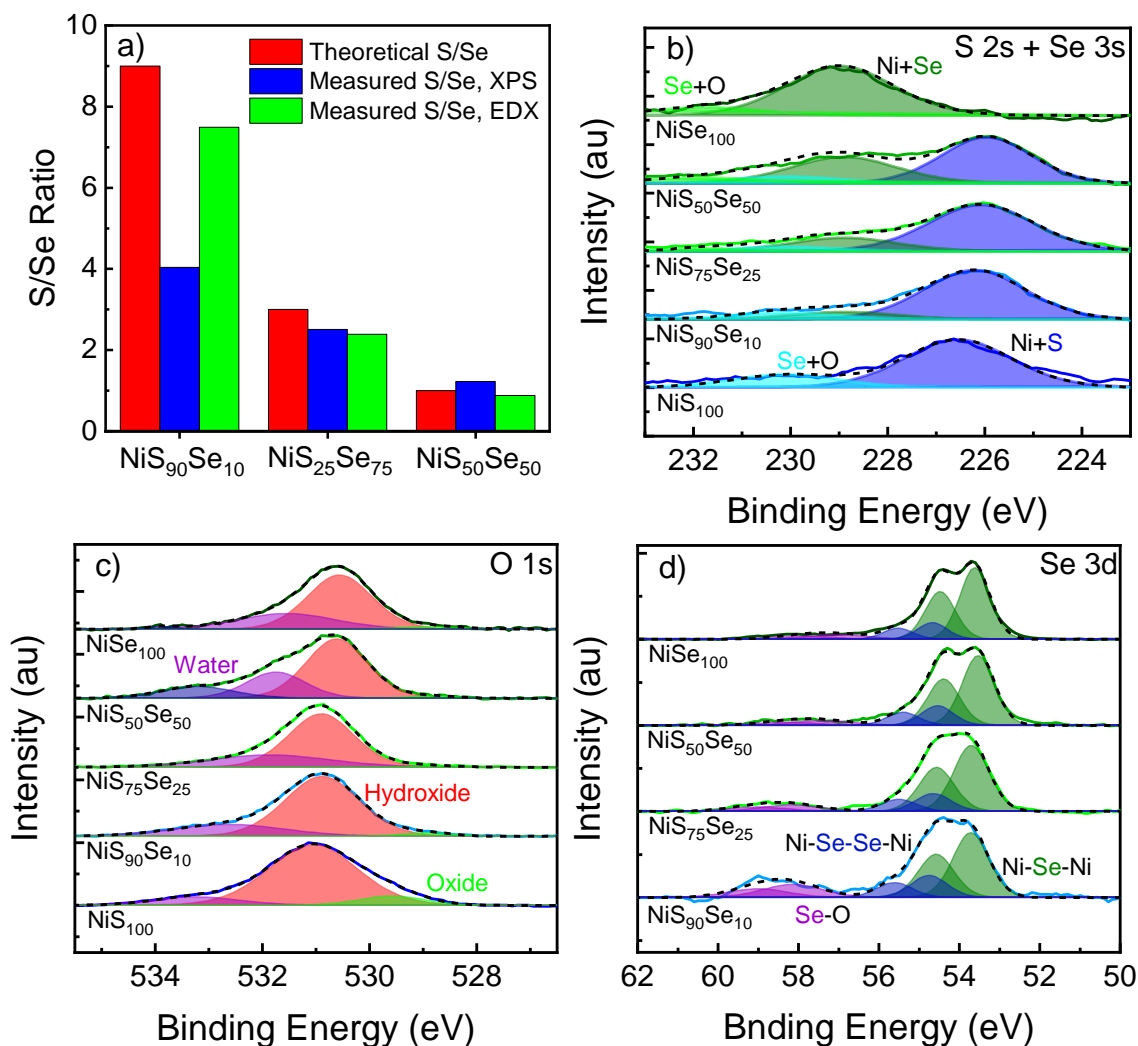 a)
Theoretical S/Se
Measured S/Se, XPS
Measured S/Se, EDX
10
8
6
4
2
0
S/Se Ratio
NiS₉₀Se₁₀
NiS₂₅Se₇₅
NiS₅₀Se₅₀
b)
S 2s + Se 3s
Ni+Se
Se+O
NiSe₁₀₀
NiS₅₀Se₅₀
NiS₇₅Se₂₅
NiS₉₀Se₁₀
Ni+S
Se+O
NiS₁₀₀
Intensity (au)
232 230 228 226 224
Binding Energy (eV)
c)
O 1s
NiSe₁₀₀
Water
NiS₅₀Se₅₀
NiS₇₅Se₂₅
Hydroxide
NiS₉₀Se₁₀
Oxide
NiS₁₀₀
Intensity (au)
534 532 530 528
Binding Energy (eV)
d)
Se 3d
NiSe₁₀₀
NiS₅₀Se₅₀
NiS₇₅Se₂₅
Ni-Se-Se-Ni
Ni-Se-Ni
NiS₉₀Se₁₀
Se-O
Intensity (au)
62 60 58 56 54 52 50
Bnding Energy (eV)